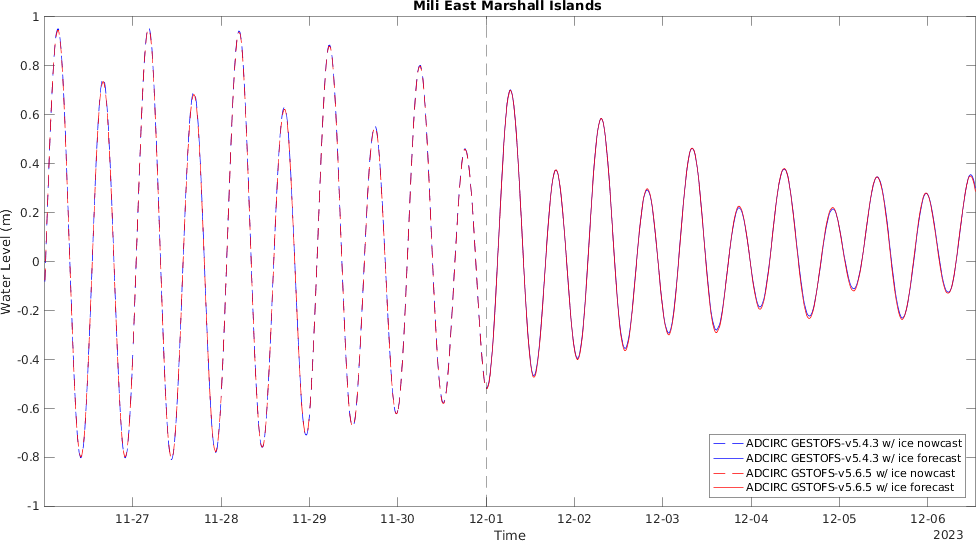 Mili East Marshall Islands
1
0.8
0.6
0.4
0.2
0
-0.2
-0.4
-0.6
-0.8
-1
Water Level (m)
11-27 11-28 11-29 11-30 12-01 12-02 12-03 12-04 12-05 12-06
Time
2023
ADCIRC GESTOFS-v5.4.3 w/ ice nowcast
ADCIRC GESTOFS-v5.4.3 w/ ice forecast
ADCIRC GSTOFS-v5.6.5 w/ ice nowcast
ADCIRC GSTOFS-v5.6.5 w/ ice forecast